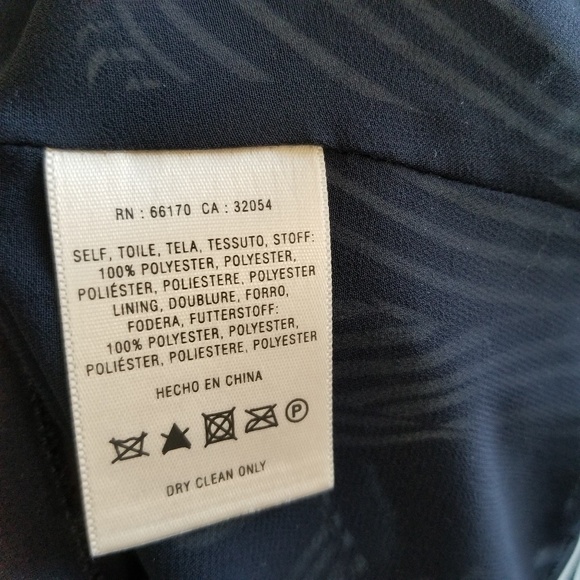 RN : 66170 CA : 32054
SELF, TOILE, TELA, TESSUTO, STOFF:
100% POLYESTER, POLYESTER,
POLIÉSTER, POLIESTERE, POLYESTER
LINING, DOUBLURE, FORRO,
FODERA, FUTTERSTOFF:
100% POLYESTER, POLYESTER,
POLIÉSTER, POLIESTERE, POLYESTER
HECHO EN CHINA
P
DRY CLEAN ONLY